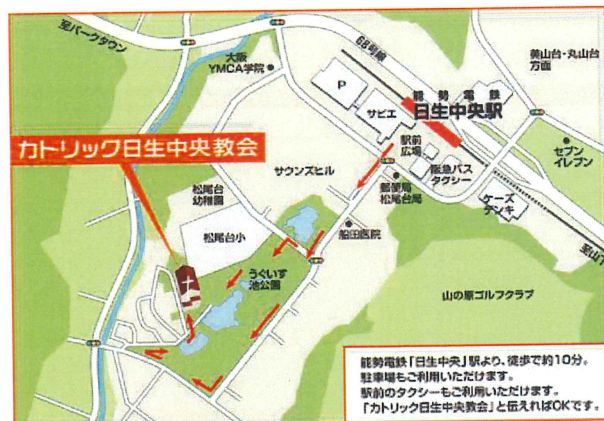 至パークタウン
68号線
大阪
YMCA学院
P
サピエ
能勢電鉄
日生中央駅
美山台・丸山台
方面
カトリック日生中央教会
駅前
広場
阪急バス
タクシー
セブン
イレブン
サウンズヒル
松尾台
幼稚園
郵便局
松尾台局
ケーズ
デンキ
松尾台小
船田医院
至山下
うぐいす
池公園
山の原ゴルフクラブ
能勢電鉄「日生中央」駅より、徒歩で約10分。
駐車場もご利用いただけます。
駅前のタクシーもご利用いただけます。
「カトリック日生中央教会」と伝えればOKです。